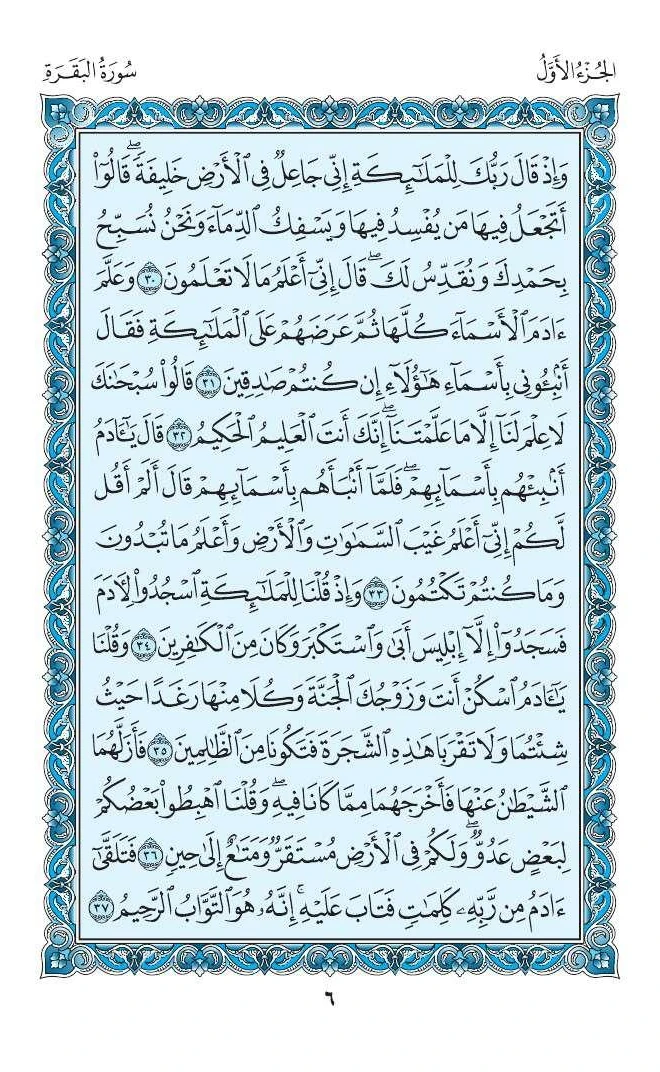 الجُزْءُ الأَوَّلُ
سُورَةُ البَقَرَةِ
وَإِذْ قَالَ رَبُّكَ لِلْمَلَٰٓئِكَةِ إِنِّي جَاعِلٌ فِي ٱلْأَرْضِ خَلِيفَةًۖ قَالُوٓا۟
أَتَجْعَلُ فِيهَا مَن يُفْسِدُ فِيهَا وَيَسْفِكُ ٱلدِّمَآءَ وَنَحْنُ نُسَبِّحُ
بِحَمْدِكَ وَنُقَدِّسُ لَكَۖ قَالَ إِنِّيٓ أَعْلَمُ مَا لَا تَعْلَمُونَ ٣٠ وَعَلَّمَ
ءَادَمَ ٱلْأَسْمَآءَ كُلَّهَا ثُمَّ عَرَضَهُمْ عَلَى ٱلْمَلَٰٓئِكَةِ فَقَالَ
أَنۢبِـُٔونِي بِأَسْمَآءِ هَٰٓؤُلَآءِ إِن كُنتُمْ صَٰدِقِينَ ٣١ قَالُوا۟ سُبْحَٰنَكَ
لَا عِلْمَ لَنَآ إِلَّا مَا عَلَّمْتَنَآۖ إِنَّكَ أَنتَ ٱلْعَلِيمُ ٱلْحَكِيمُ ٣٢ قَالَ يَٰٓـَٔادَمُ
أَنۢبِئْهُم بِأَسْمَآئِهِمْۖ فَلَمَّآ أَنۢبَأَهُم بِأَسْمَآئِهِمْ قَالَ أَلَمْ أَقُل
لَّكُمْ إِنِّيٓ أَعْلَمُ غَيْبَ ٱلسَّمَٰوَٰتِ وَٱلْأَرْضِ وَأَعْلَمُ مَا تُبْدُونَ
وَمَا كُنتُمْ تَكْتُمُونَ ٣٣ وَإِذْ قُلْنَا لِلْمَلَٰٓئِكَةِ ٱسْجُدُوا۟ لِـَٔادَمَ
فَسَجَدُوٓا۟ إِلَّآ إِبْلِيسَ أَبَىٰ وَٱسْتَكْبَرَ وَكَانَ مِنَ ٱلْكَٰفِرِينَ ٣٤ وَقُلْنَا
يَٰٓـَٔادَمُ ٱسْكُنْ أَنتَ وَزَوْجُكَ ٱلْجَنَّةَ وَكُلَا مِنْهَا رَغَدًا حَيْثُ
شِئْتُمَا وَلَا تَقْرَبَا هَٰذِهِ ٱلشَّجَرَةَ فَتَكُونَا مِنَ ٱلظَّٰلِمِينَ ٣٥ فَأَزَلَّهُمَا
ٱلشَّيْطَٰنُ عَنْهَا فَأَخْرَجَهُمَا مِمَّا كَانَا فِيهِۖ وَقُلْنَا ٱهْبِطُوا۟ بَعْضُكُمْ
لِبَعْضٍ عَدُوٌّۖ وَلَكُمْ فِي ٱلْأَرْضِ مُسْتَقَرٌّ وَمَتَٰعٌ إِلَىٰ حِينٍ ٣٦ فَتَلَقَّىٰٓ
ءَادَمُ مِن رَّبِّهِۦ كَلِمَٰتٍ فَتَابَ عَلَيْهِۚ إِنَّهُۥ هُوَ ٱلتَّوَّابُ ٱلرَّحِيمُ ٣٧
٦